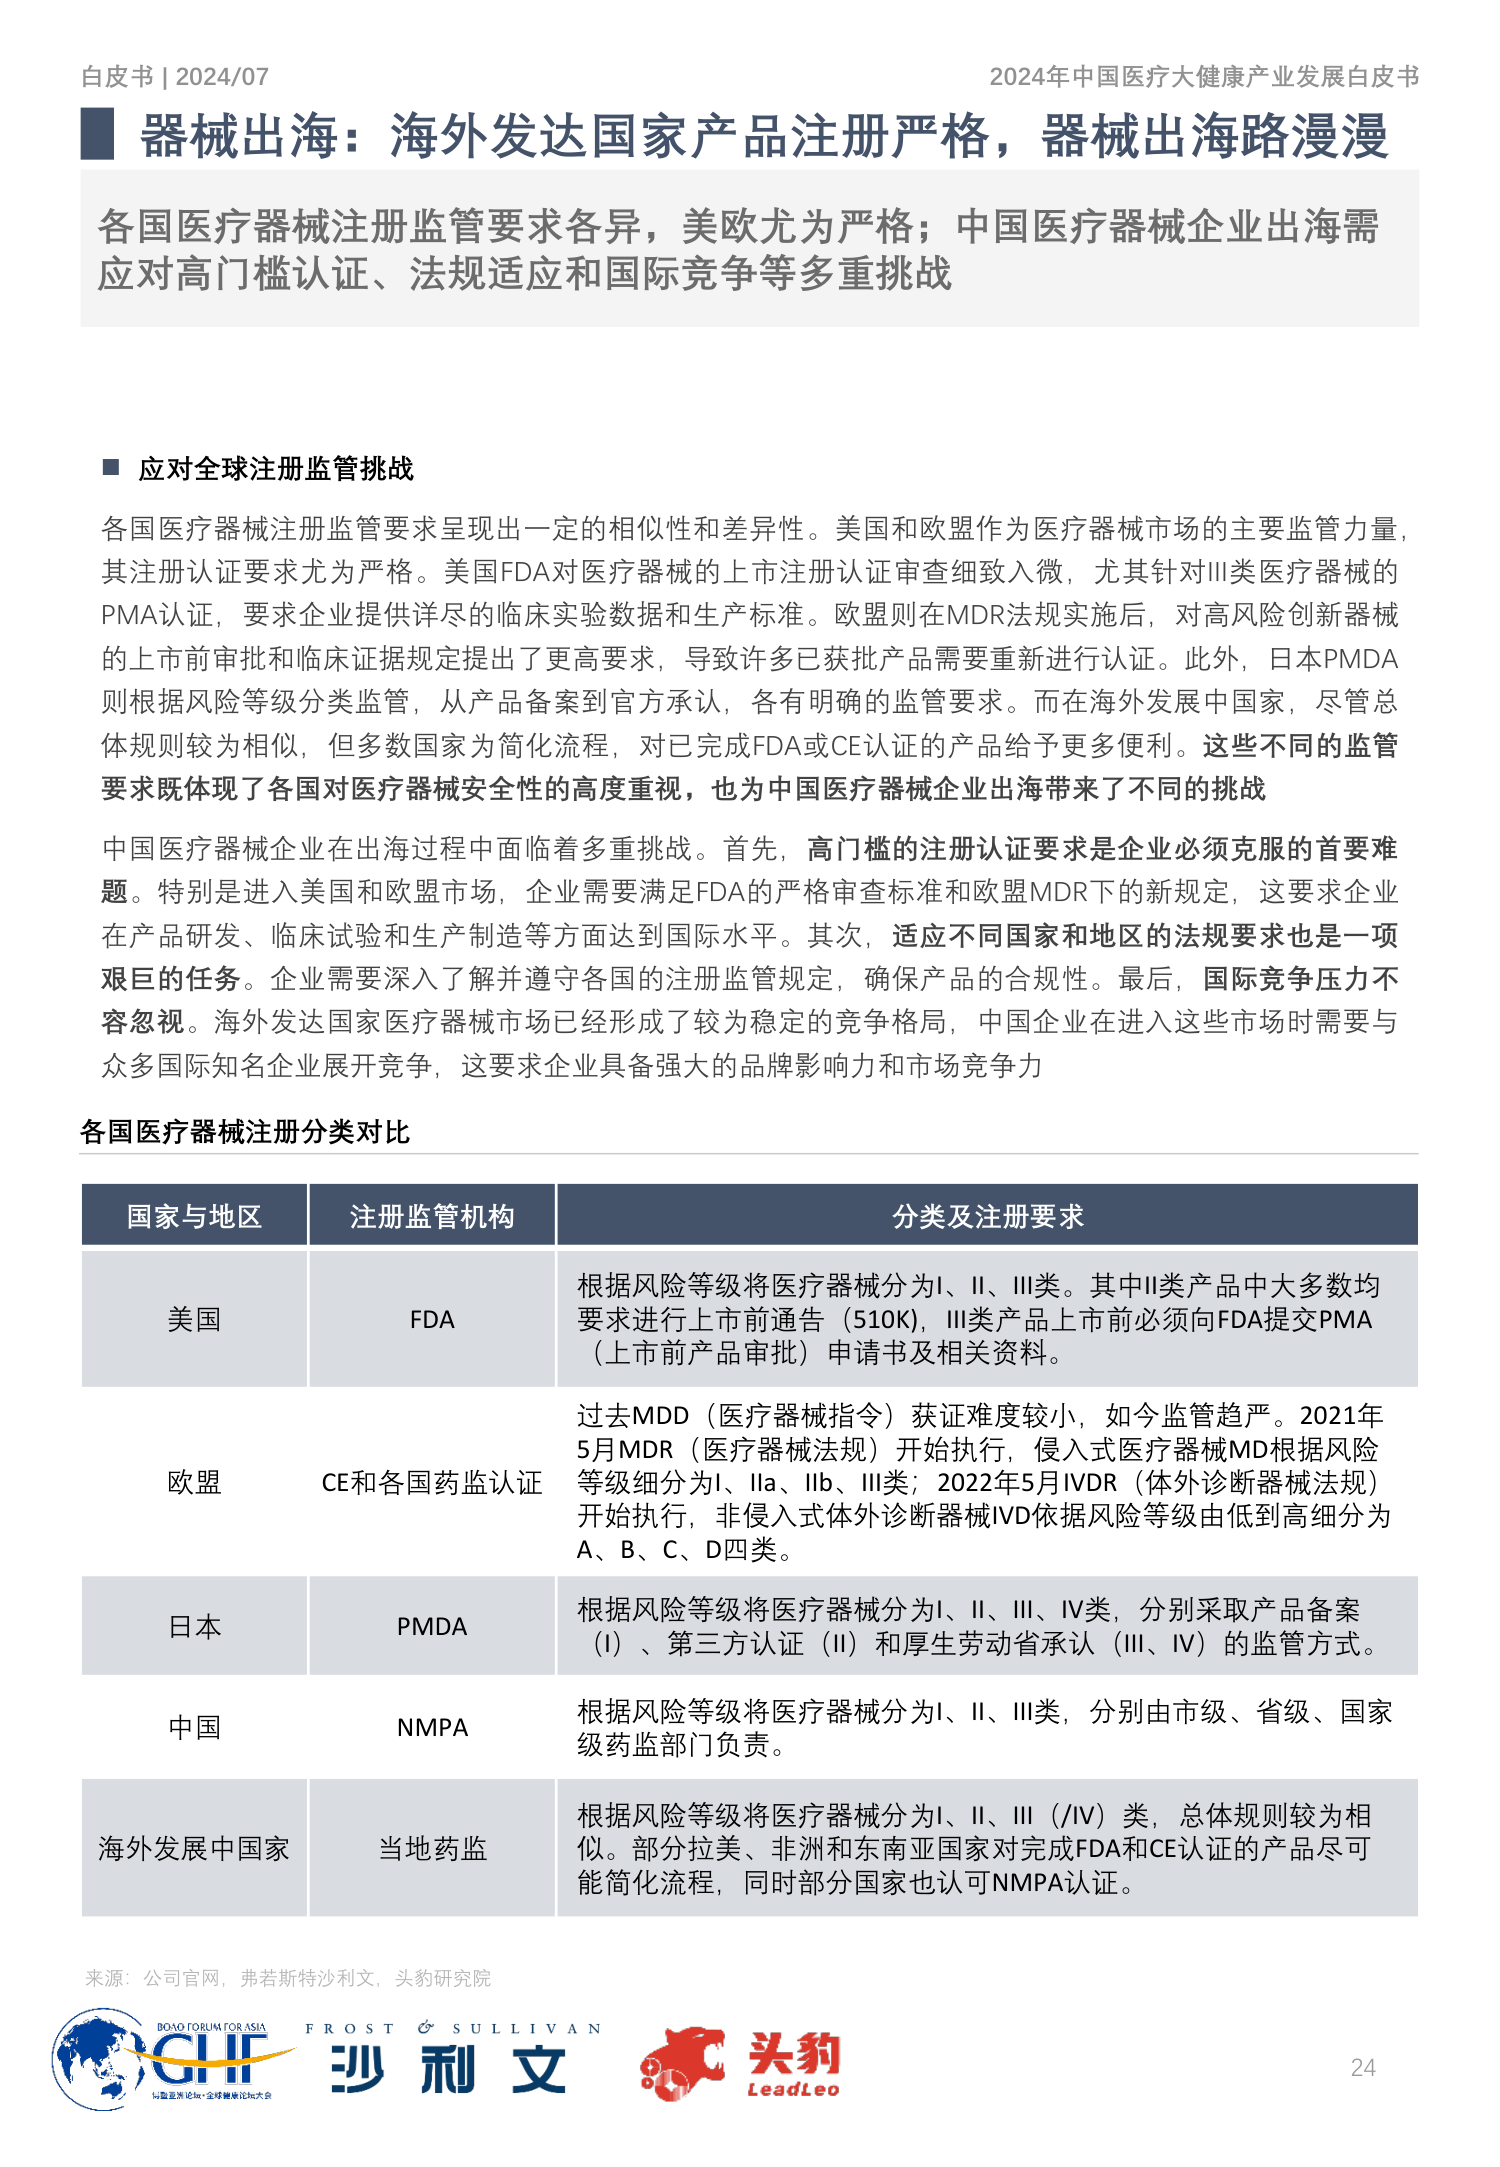 白皮书 | 2024/07
2024年中国医疗大健康产业发展白皮书
器械出海：海外发达国家产品注册严格，器械出海路漫漫
各国医疗器械注册监管要求各异，美欧尤为严格；中国医疗器械企业出海需
应对高门槛认证、法规适应和国际竞争等多重挑战
■ 应对全球注册监管挑战
各国医疗器械注册监管要求呈现出一定的相似性和差异性。美国和欧盟作为医疗器械市场的主要监管力量，
其注册认证要求尤为严格。美国FDA对医疗器械的上市注册认证审查细致入微，尤其针对III类医疗器械的
PMA认证，要求企业提供详尽的临床实验数据和生产标准。欧盟则在MDR法规实施后，对高风险创新器械
的上市前审批和临床证据规定提出了更高要求，导致许多已获批产品需要重新进行认证。此外，日本PMDA
则根据风险等级分类监管，从产品备案到官方承认，各有明确的监管要求。而在海外发展中国家，尽管总
体规则较为相似，但多数国家为简化流程，对已完成FDA或CE认证的产品给予更多便利。这些不同的监管
要求既体现了各国对医疗器械安全性的高度重视，也为中国医疗器械企业出海带来了不同的挑战
中国医疗器械企业在出海过程中面临着多重挑战。首先，高门槛的注册认证要求是企业必须克服的首要难
题。特别是进入美国和欧盟市场，企业需要满足FDA的严格审查标准和欧盟MDR下的新规定，这要求企业
在产品研发、临床试验和生产制造等方面达到国际水平。其次，适应不同国家和地区的法规要求也是一项
艰巨的任务。企业需要深入了解并遵守各国的注册监管规定，确保产品的合规性。最后，国际竞争压力不
容忽视。海外发达国家医疗器械市场已经形成了较为稳定的竞争格局，中国企业在进入这些市场时需要与
众多国际知名企业展开竞争，这要求企业具备强大的品牌影响力和市场竞争力
各国医疗器械注册分类对比
国家与地区 注册监管机构 分类及注册要求
美国 FDA
根据风险等级将医疗器械分为I、II、III类。其中II类产品中大多数均
要求进行上市前通告（510K)，III类产品上市前必须向FDA提交PMA
（上市前产品审批）申请书及相关资料。
欧盟 CE和各国药监认证
过去MDD（医疗器械指令）获证难度较小，如今监管趋严。2021年
5月MDR（医疗器械法规）开始执行，侵入式医疗器械MD根据风险
等级细分为I、IIa、IIb、III类；2022年5月IVDR（体外诊断器械法规）
开始执行，非侵入式体外诊断器械IVD依据风险等级由低到高细分为
A、B、C、D四类。
日本 PMDA
根据风险等级将医疗器械分为I、II、III、IV类，分别采取产品备案
（I）、第三方认证（II）和厚生劳动省承认（III、IV）的监管方式。
中国 NMPA
根据风险等级将医疗器械分为I、II、III类，分别由市级、省级、国家
级药监部门负责。
海外发展中国家 当地药监
根据风险等级将医疗器械分为I、II、III（/IV）类，总体规则较为相
似。部分拉美、非洲和东南亚国家对完成FDA和CE认证的产品尽可
能简化流程，同时部分国家也认可NMPA认证。
来源：公司官网，弗若斯特沙利文，头豹研究院
BOAO FORUM FOR ASIA
GHF
博鳌亚洲论坛·全球健康论坛大会
FROST & SULLIVAN
沙利文
头豹
LeadLeo
24